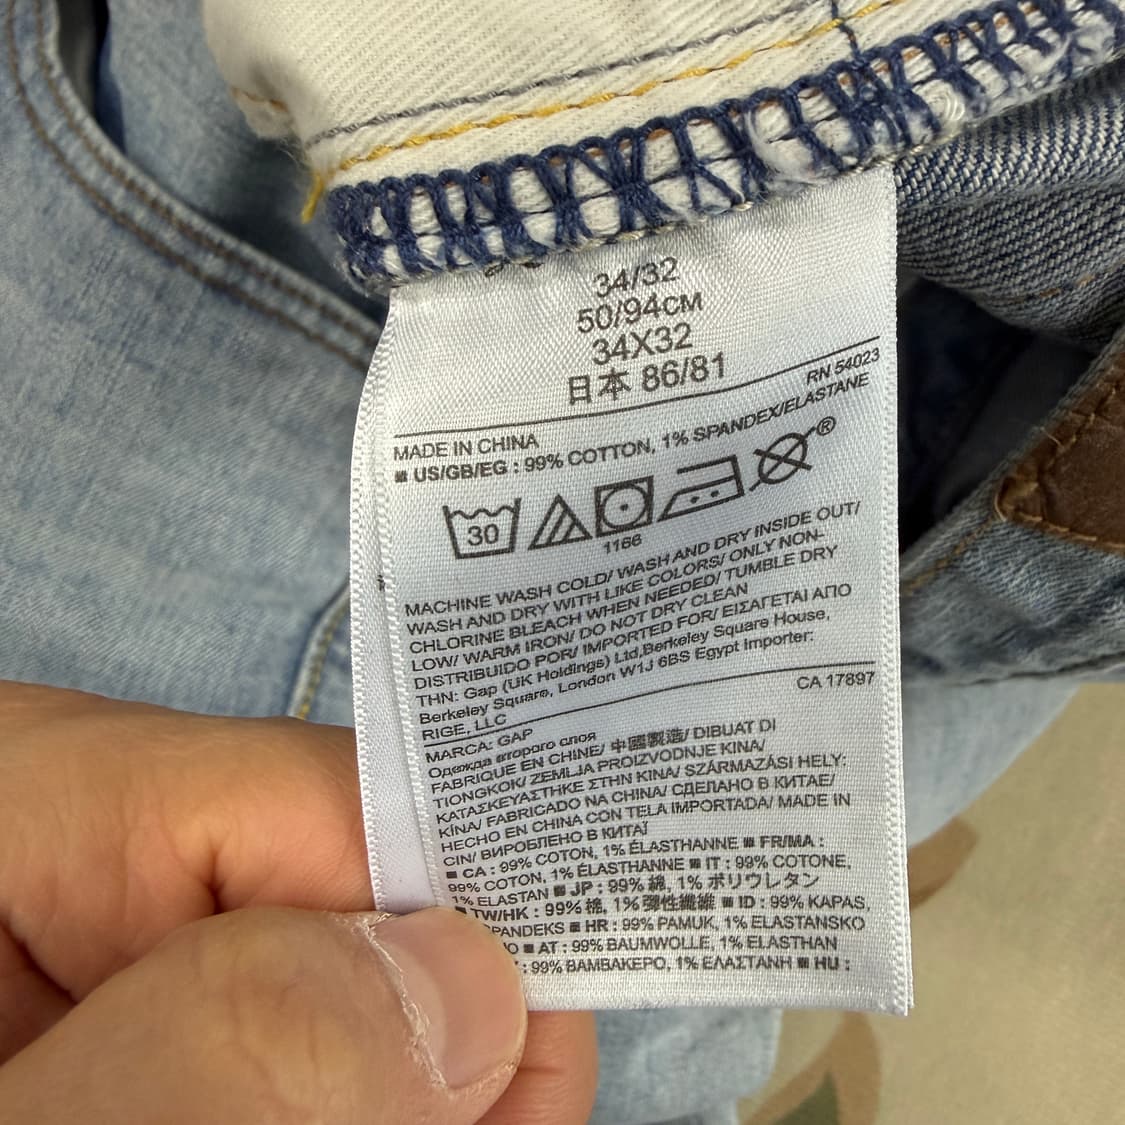 34/32
50/94см
34X32
日本 86/81
RN 54023
MADE IN CHINA
■ US/GB/EG : 99% COTTON, 1% SPANDEX/ELASTANE
30
®
1166
MACHINE WASH COLD/ WASH AND DRY INSIDE OUT/
WASH AND DRY WITH LIKE COLORS/ ONLY NON-
CHLORINE BLEACH WHEN NEEDED/ TUMBLE DRY
LOW/ WARM IRON/ DO NOT DRY CLEAN
DISTRIBUIDO POR/ IMPORTED FOR/ ΕΙΣΑΓΕΤΑΙ ΑΠΟ
THN: Gap (UK Holdings) Ltd,Berkeley Square House,
Berkeley Square, London W1J 6BS Egypt Importer:
RIGE, LLC
CA 17897
MARCA: GAP
Одежда второго слоя
FABRIQUE EN CHINE/ 中國製造/ DIBUAT DI
TIONGKOK/ ZEMLJA PROIZVODNJE KINA/
ΚΑΤΑΣΚΕΥΑΣΤΗΚΕ ΣΤΗΝ ΚΙΝΑ/ SZÁRMAZÁSI HELY:
KÍNA/ FABRICADO NA CHINA/ СДЕЛАНО В КИТАЕ/
HECHO EN CHINA CON TELA IMPORTADA/ MADE IN
CIN/ ВИРОБЛЕНО В КИТАЇ
■ CA : 99% COTON, 1% ÉLASTHANNE ■ FR/MA :
99% COTON, 1% ÉLASTHANNE ■ IT : 99% COTONE,
1% ELASTAN ■ JP : 99% 綿, 1% ポリウレタン
■ TW/HK : 99% 棉, 1% 彈性纖維 ■ ID : 99% KAPAS,
PANDEKS ■ HR : 99% PAMUK, 1% ELASTANSKO
■ AT : 99% BAUMWOLLE, 1% ELASTHAN
: 99% ΒΑΜΒΑΚΕΡΟ, 1% ΕΛΑΣΤΑΝΗ ■ HU :